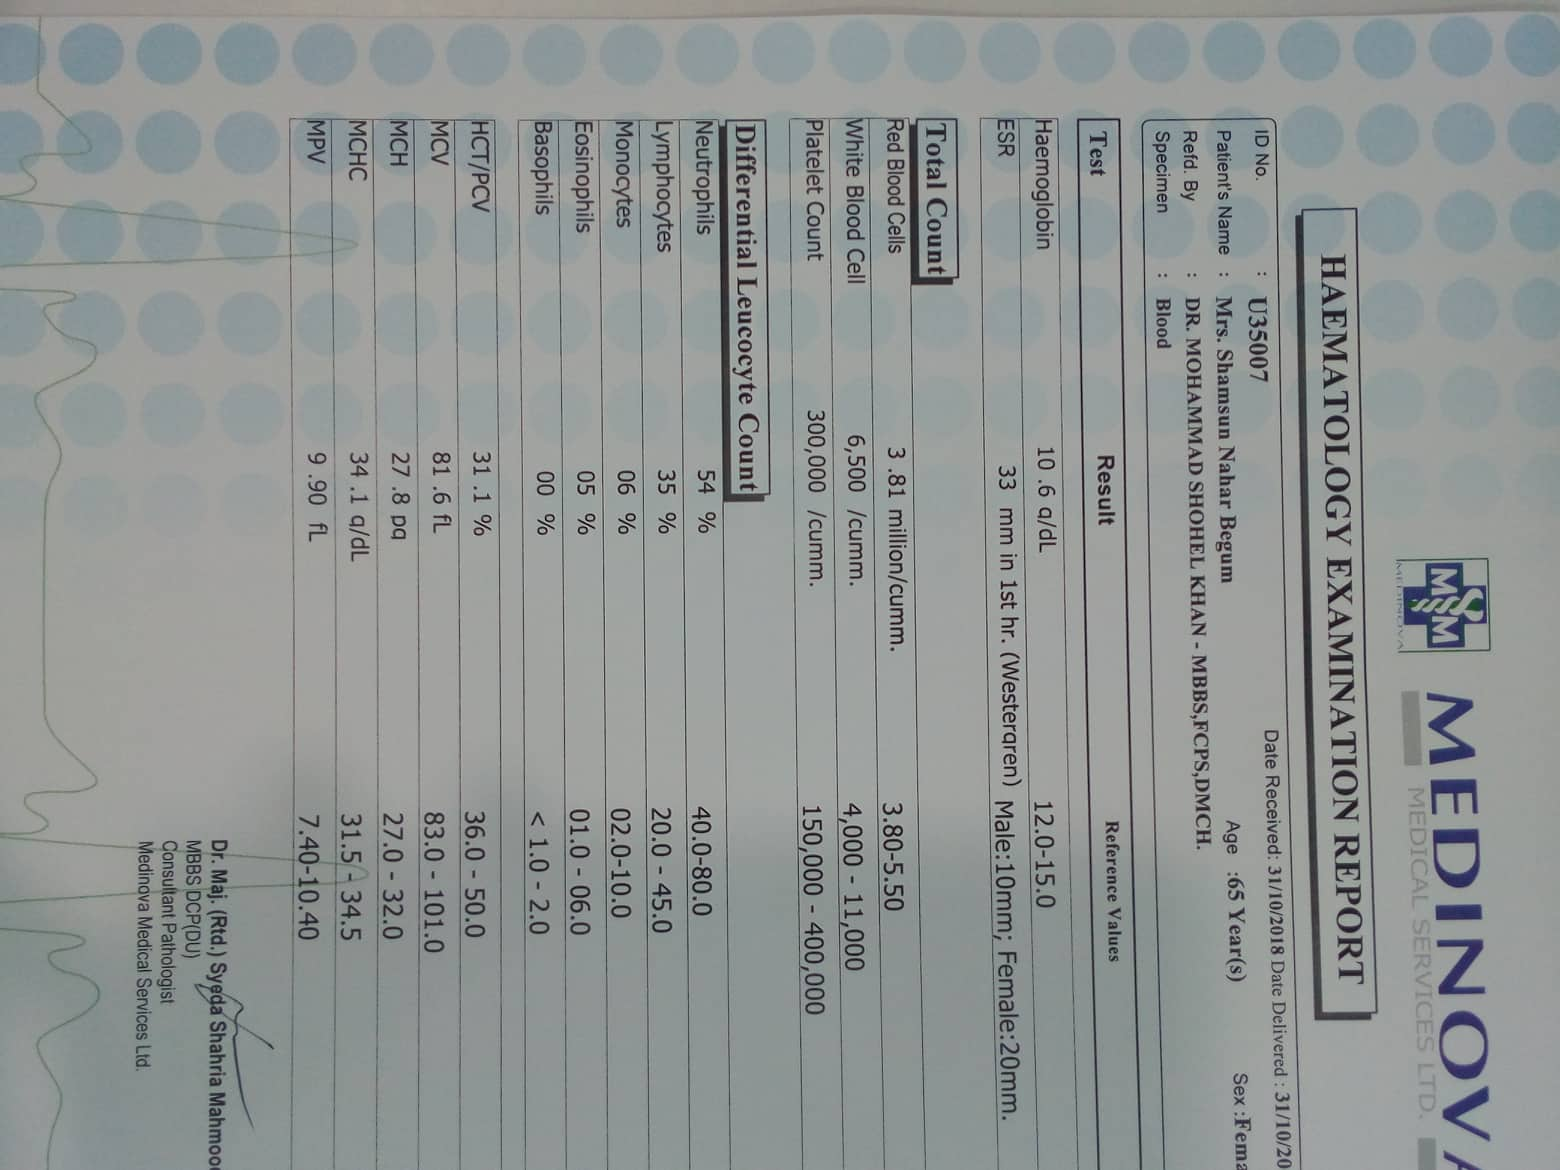 MEDINOVA
MEDICAL SERVICES LTD.
MEDINOVA
HAEMATOLOGY EXAMINATION REPORT
Date Received: 31/10/2018 Date Delivered : 31/10/20
ID No. : U35007
Patient's Name : Mrs. Shamsun Nahar Begum Age :65 Year(s) Sex :Fema
Refd. By : DR. MOHAMMAD SHOHEL KHAN - MBBS,FCPS,DMCH.
Specimen : Blood
Test Result Reference Values
Haemoglobin 10 .6 g/dL 12.0-15.0
ESR 33 mm in 1st hr. (Westergren) Male:10mm; Female:20mm.
Total Count
Red Blood Cells 3 .81 million/cumm. 3.80-5.50
White Blood Cell 6,500 /cumm. 4,000 - 11,000
Platelet Count 300,000 /cumm. 150,000 - 400,000
Differential Leucocyte Count
Neutrophils 54 % 40.0-80.0
Lymphocytes 35 % 20.0 - 45.0
Monocytes 06 % 02.0-10.0
Eosinophils 05 % 01.0 - 06.0
Basophils 00 % < 1.0 - 2.0
HCT/PCV 31 .1 % 36.0 - 50.0
MCV 81 .6 fL 83.0 - 101.0
MCH 27 .8 pg 27.0 - 32.0
MCHC 34 .1 g/dL 31.5 - 34.5
MPV 9 .90 fL 7.40-10.40
Dr. Maj. (Rtd.) Syeda Shahria Mahmood
MBBS DCP(DU)
Consultant Pathologist
Medinova Medical Services Ltd.